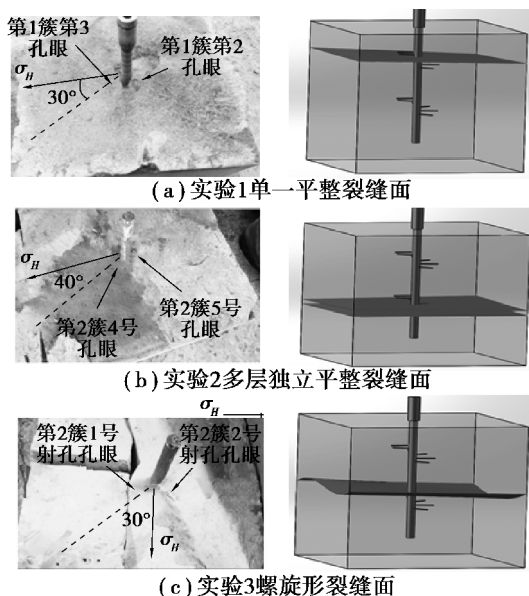 第1簇第3
孔眼
第1簇第2
孔眼
σH
30°
(a)实验1单一平整裂缝面
σH
40°
第2簇4号
孔眼
第2簇5号
孔眼
(b)实验2多层独立平整裂缝面
σH
第2簇1号
射孔孔眼
第2簇2号
射孔孔眼
30°
σH
(c)实验3螺旋形裂缝面